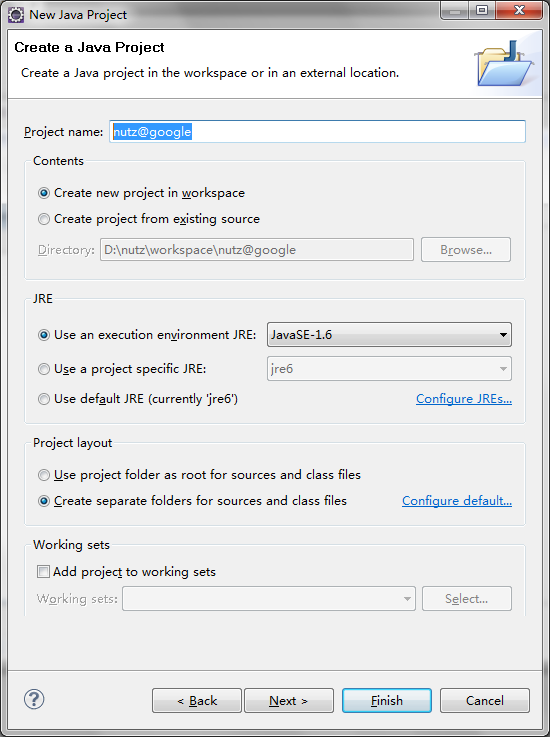 New Java Project
Create a Java Project
Create a Java project in the workspace or in an external location.
Project name: nutz@google
Contents
Create new project in workspace
Create project from existing source
Directory: D:\nutz\workspace\nutz@google Browse...
JRE
Use an execution environment JRE: JavaSE-1.6
Use a project specific JRE: jre6
Use default JRE (currently 'jre6') Configure JREs...
Project layout
Use project folder as root for sources and class files
Create separate folders for sources and class files Configure default...
Working sets
Add project to working sets
Working sets: Select...
? < Back Next > Finish Cancel